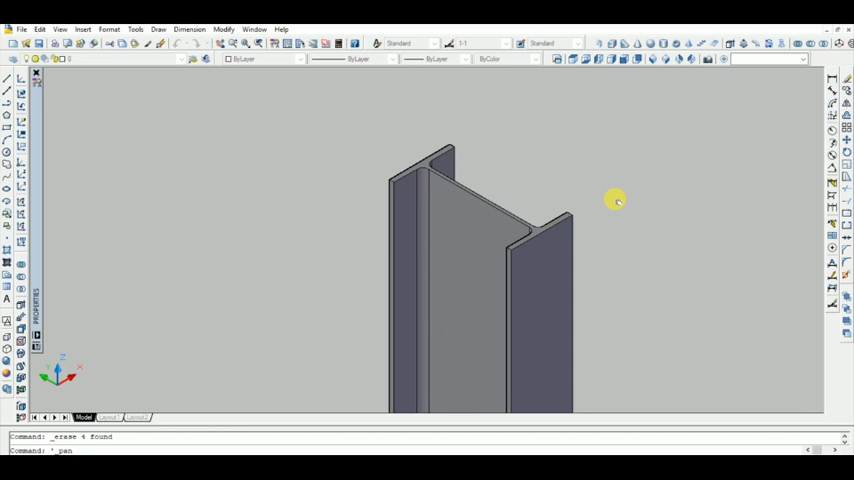 File Edit View Insert Format Tools Draw Dimension Modify Window Help
Standard 1-1 Standard
0 ByLayer ByLayer ByLayer ByColor
PROPERTIES
Z
Y X
Model Layout1 Layout2
Command: _erase 4 found
Command: '_pan